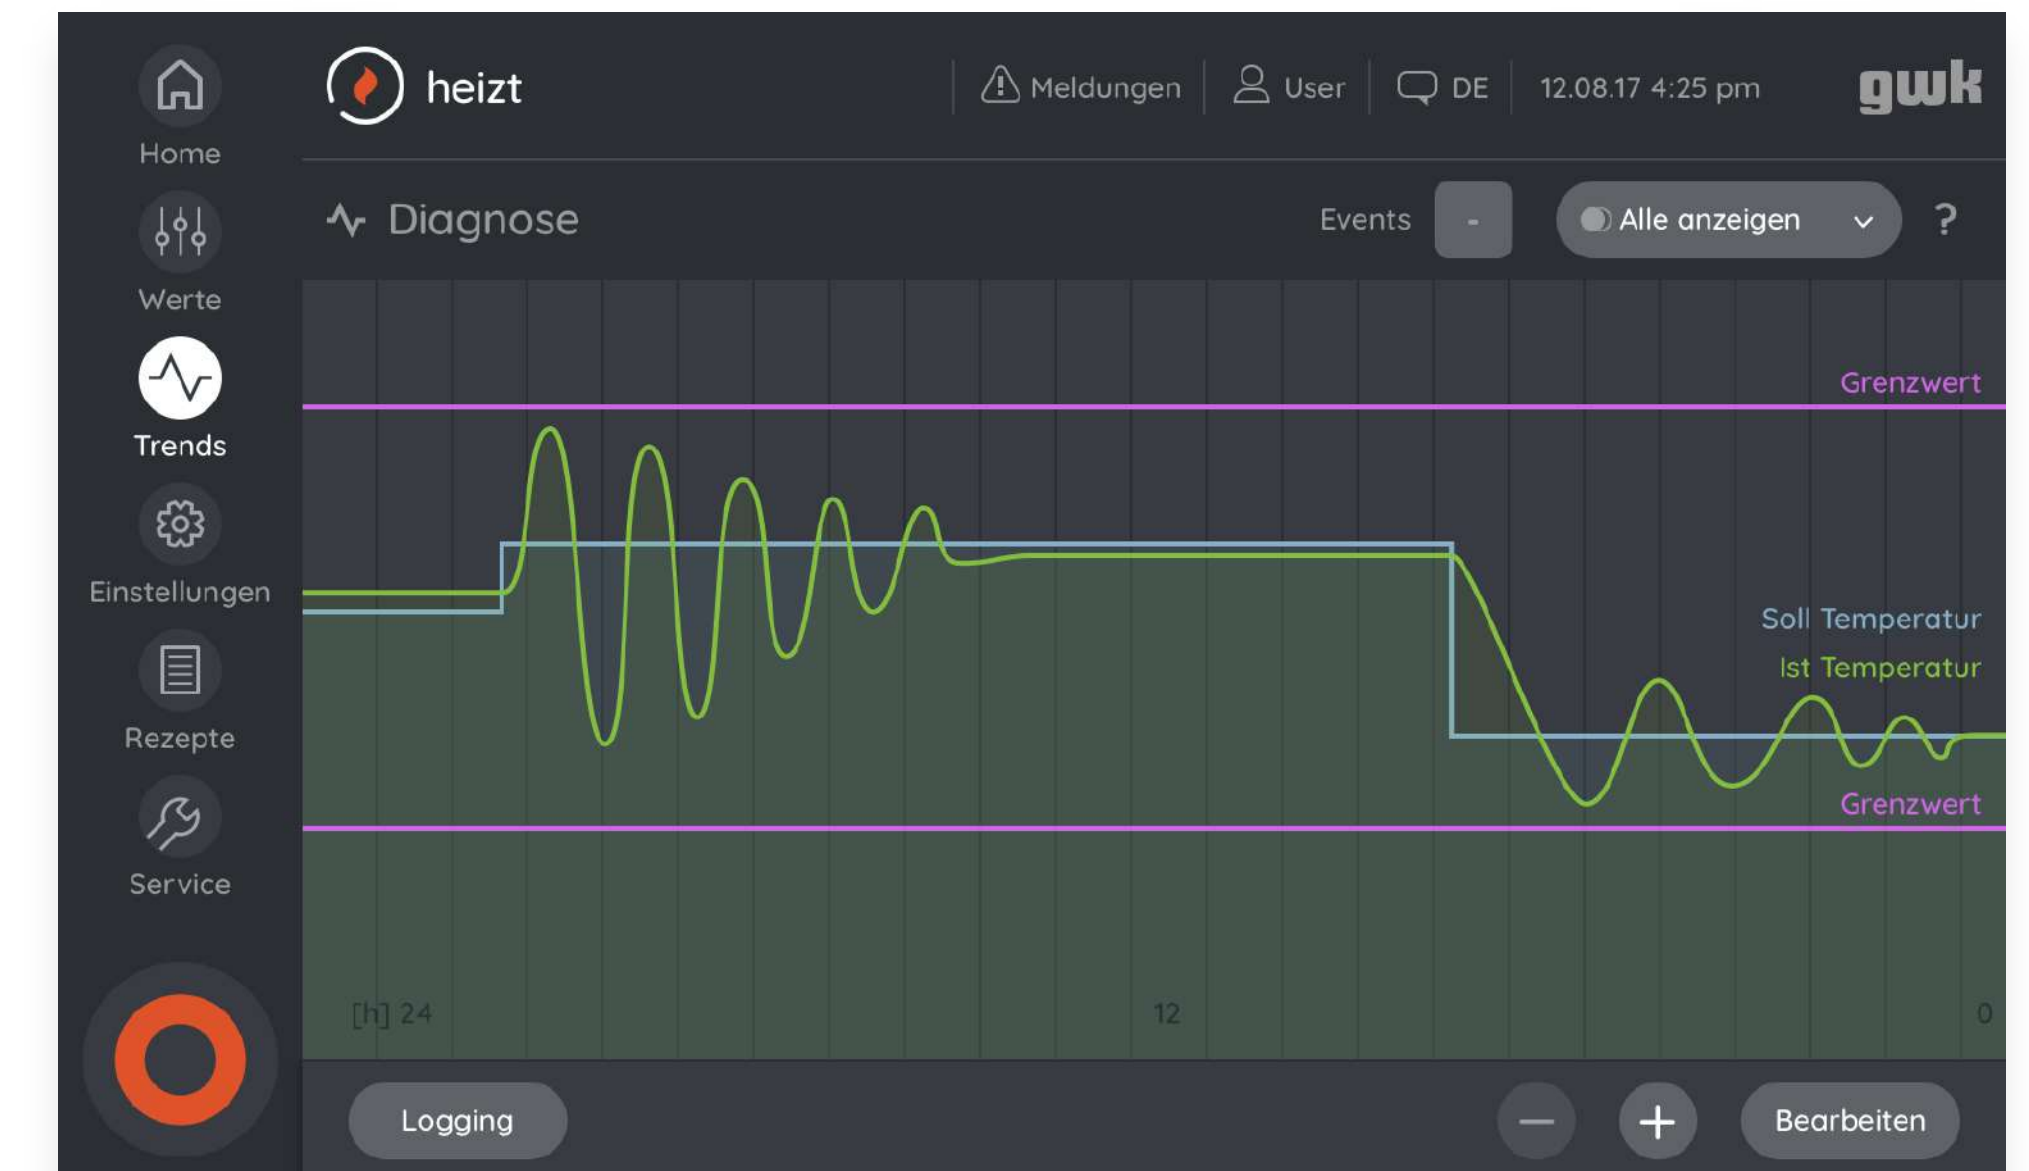 heizt
Meldungen
User
DE
12.08.17 4:25 pm
gwk
Home
Werte
Trends
Einstellungen
Rezepte
Service
Diagnose
Events
-
Alle anzeigen
?
Grenzwert
Soll Temperatur
Ist Temperatur
Grenzwert
[h] 24
12
0
Logging
Bearbeiten